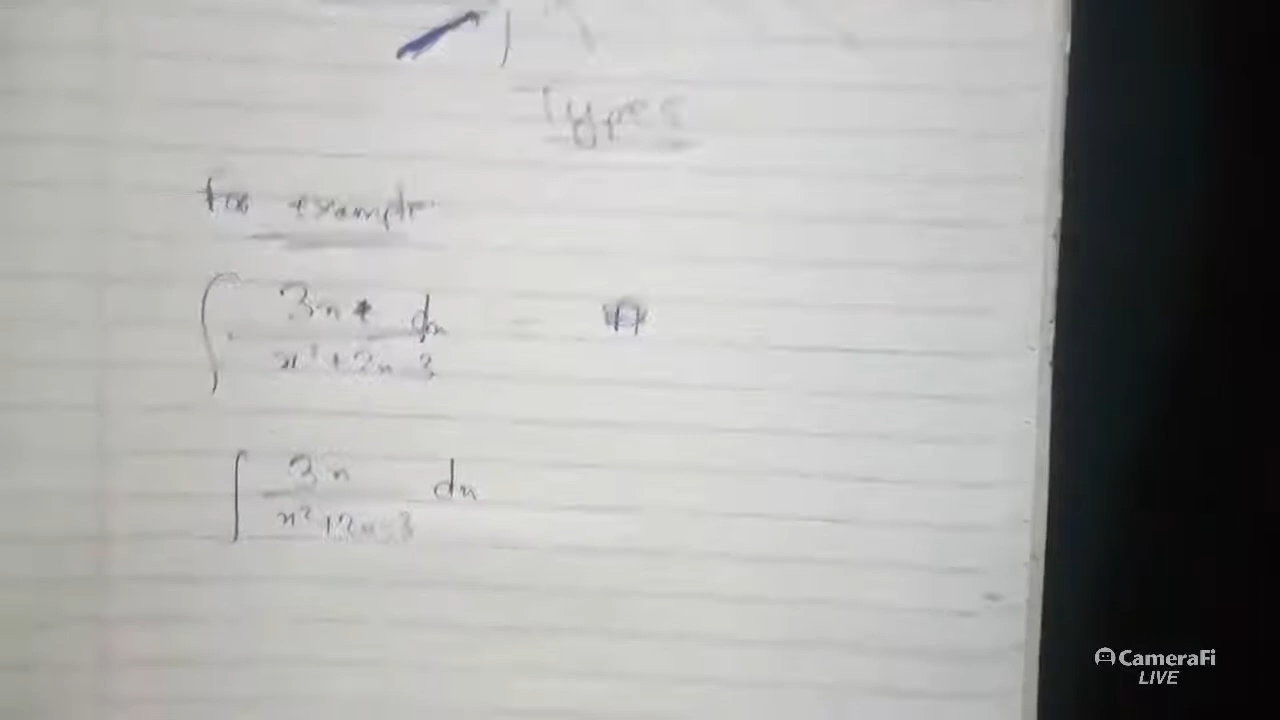 Types
for example
∫ 3x dx
x² + 2x - 3
∫ 3x dx
x² + 2x - 3
CameraFi
LIVE